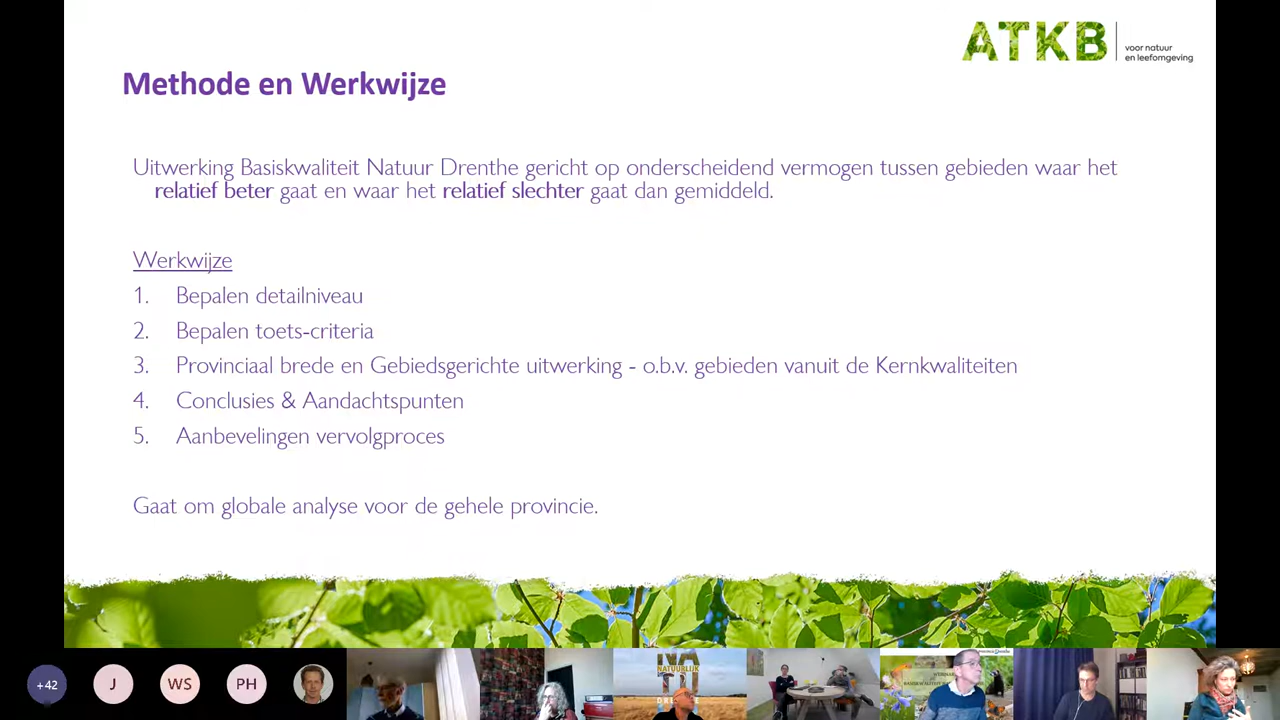 ATKB
voor natuur
en leefomgeving
Methode en Werkwijze
Uitwerking Basiskwaliteit Natuur Drenthe gericht op onderscheidend vermogen tussen gebieden waar het
relatief beter gaat en waar het relatief slechter gaat dan gemiddeld.
Werkwijze
1. Bepalen detailniveau
2. Bepalen toets-criteria
3. Provinciaal brede en Gebiedsgerichte uitwerking - o.b.v. gebieden vanuit de Kernkwaliteiten
4. Conclusies & Aandachtspunten
5. Aanbevelingen vervolgproces
Gaat om globale analyse voor de gehele provincie.
+42
J
WS
PH
NATUURLIJK